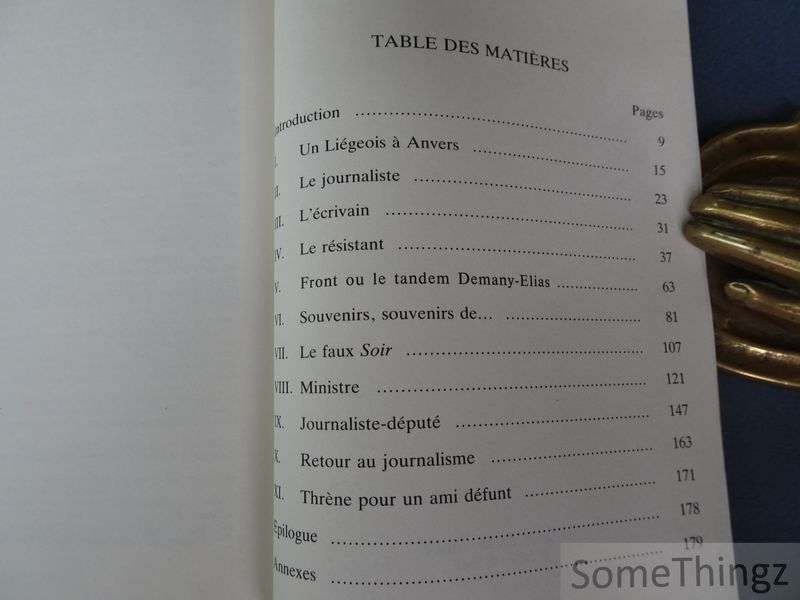 TABLE DES MATIÈRES
Pages
Introduction .......... 9
I. Un Liégeois à Anvers .......... 15
II. Le journaliste .......... 23
III. L'écrivain .......... 31
IV. Le résistant .......... 37
V. Front ou le tandem Demany-Elias .......... 63
VI. Souvenirs, souvenirs de... .......... 81
VII. Le faux Soir .......... 107
VIII. Ministre .......... 121
IX. Journaliste-député .......... 147
X. Retour au journalisme .......... 163
XI. Thrène pour un ami défunt .......... 171
Epilogue .......... 178
Annexes .......... 179
SomeThingz